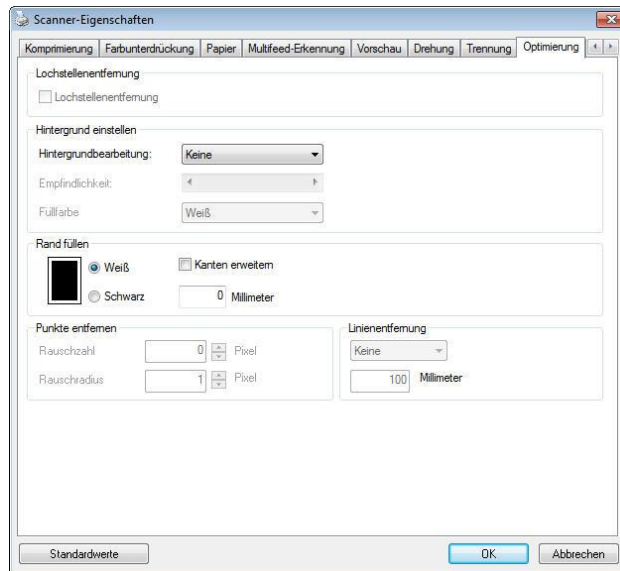 Scanner-Eigenschaften
Komprimierung Farbunterdrückung Papier Multifeed-Erkennung Vorschau Drehung Trennung Optimierung
Lochstellenentfernung
Lochstellenentfernung
Hintergrund einstellen
Hintergrundbearbeitung: Keine
Empfindlichkeit:
Füllfarbe Weiß
Rand füllen
Weiß Kanten erweitern
Schwarz 0 Millimeter
Punkte entfernen Linienentfernung
Rauschzahl 0 Pixel Keine
Rauschradius 1 Pixel 100 Millimeter
Standardwerte OK Abbrechen